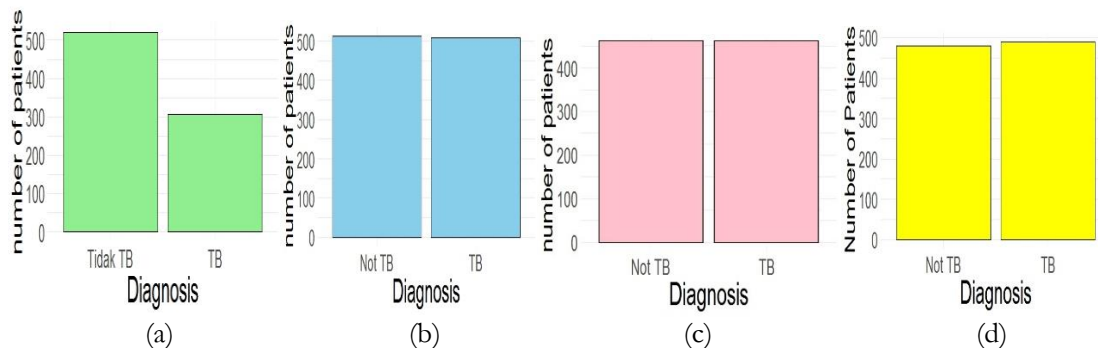 number of patients
500
400
300
200
100
0
Tidak TB TB
Diagnosis
(a)
number of patients
500
400
300
200
100
0
Not TB TB
Diagnosis
(b)
number of patients
400
300
200
100
0
Not TB TB
Diagnosis
(c)
Number of Patients
500
400
300
200
100
0
Not TB TB
Diagnosis
(d)